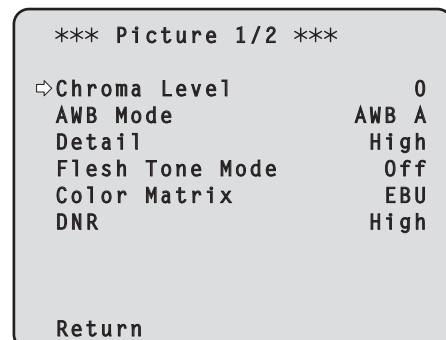 *** Picture 1/2 ***
⇨Chroma Level 0
AWB Mode AWB A
Detail High
Flesh Tone Mode Off
Color Matrix EBU
DNR High
Return